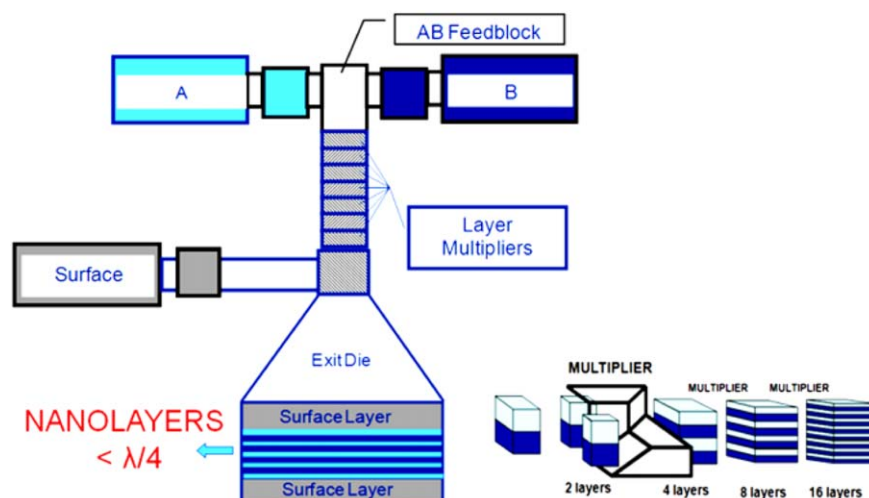 AB Feedblock
A
B
Layer
Multipliers
Surface
Exit Die
NANOLAYERS
< λ/4
Surface Layer
Surface Layer
MULTIPLIER
MULTIPLIER
MULTIPLIER
2 layers
4 layers
8 layers
16 layers